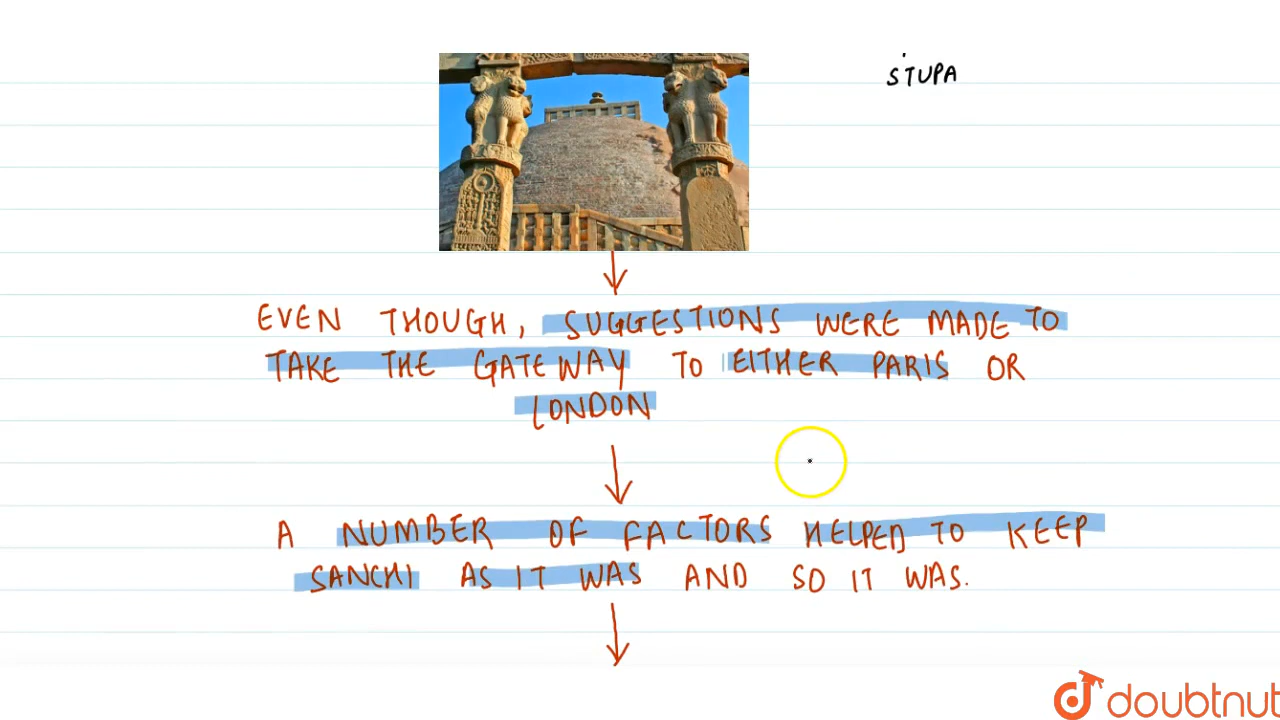 STUPA
EVEN THOUGH, SUGGESTIONS WERE MADE TO
TAKE THE GATEWAY TO EITHER PARIS OR
LONDON
A NUMBER OF FACTORS HELPED TO KEEP
SANCHI AS IT WAS AND SO IT WAS.
doubtnut